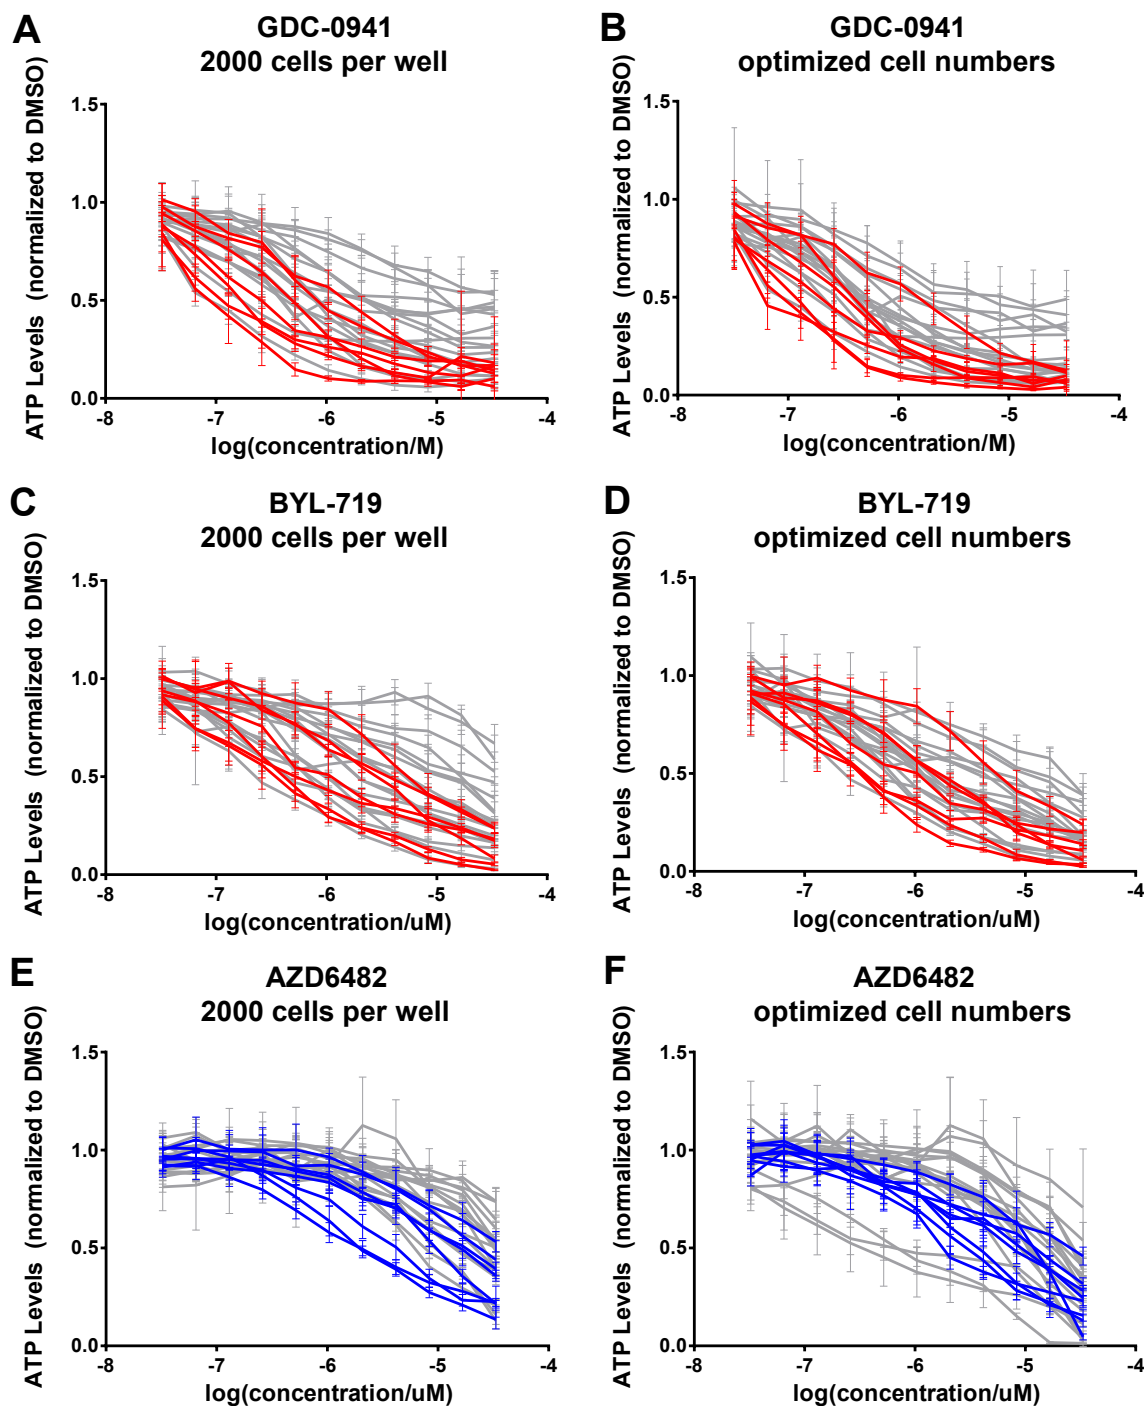 A
GDC-0941
2000 cells per well
ATP Levels (normalized to DMSO)
1.5
1.0
0.5
0.0
-8
-7
-6
-5
-4
log(concentration/M)
B
GDC-0941
optimized cell numbers
ATP Levels (normalized to DMSO)
1.5
1.0
0.5
0.0
-8
-7
-6
-5
-4
log(concentration/M)
C
BYL-719
2000 cells per well
ATP Levels (normalized to DMSO)
1.5
1.0
0.5
0.0
-8
-7
-6
-5
-4
log(concentration/uM)
D
BYL-719
optimized cell numbers
ATP Levels (normalized to DMSO)
1.5
1.0
0.5
0.0
-8
-7
-6
-5
-4
log(concentration/uM)
E
AZD6482
2000 cells per well
ATP Levels (normalized to DMSO)
1.5
1.0
0.5
0.0
-8
-7
-6
-5
-4
log(concentration/uM)
F
AZD6482
optimized cell numbers
ATP Levels (normalized to DMSO)
1.5
1.0
0.5
0.0
-8
-7
-6
-5
-4
log(concentration/uM)